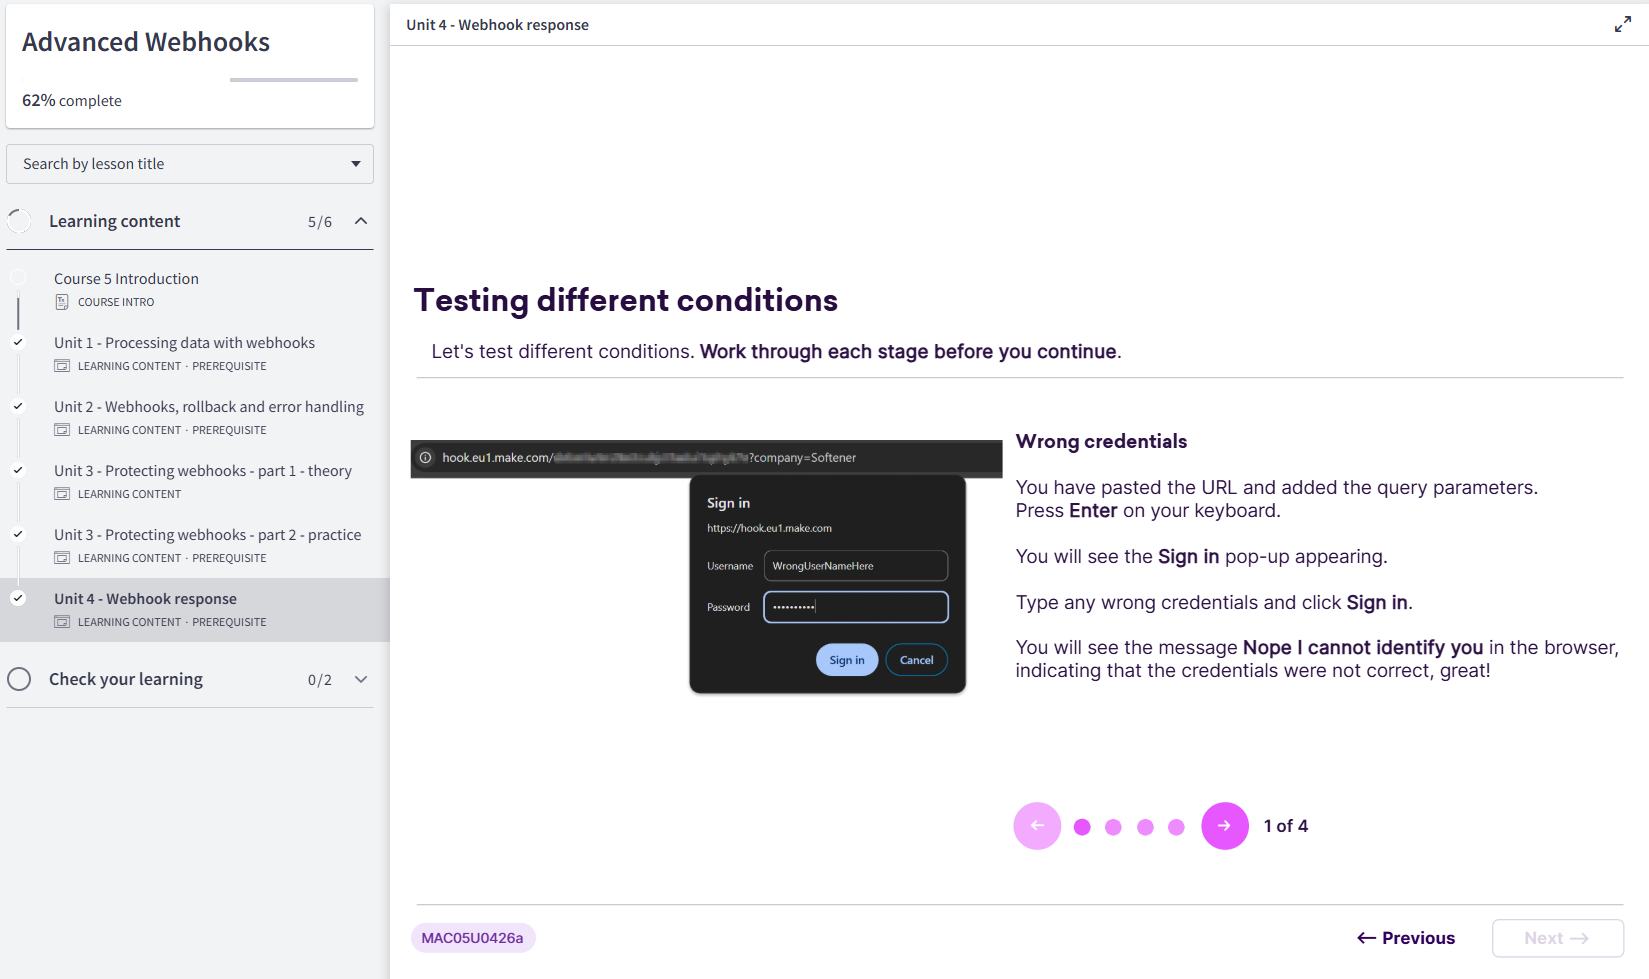 Advanced Webhooks
62% complete
Search by lesson title
Learning content 5/6
Course 5 Introduction
COURSE INTRO
Unit 1 - Processing data with webhooks
LEARNING CONTENT · PREREQUISITE
Unit 2 - Webhooks, rollback and error handling
LEARNING CONTENT · PREREQUISITE
Unit 3 - Protecting webhooks - part 1 - theory
LEARNING CONTENT
Unit 3 - Protecting webhooks - part 2 - practice
LEARNING CONTENT · PREREQUISITE
Unit 4 - Webhook response
LEARNING CONTENT · PREREQUISITE
Check your learning 0/2
Unit 4 - Webhook response
Testing different conditions
Let's test different conditions. Work through each stage before you continue.
hook.eu1.make.com/ ?company=Softener
Sign in
https://hook.eu1.make.com
Username WrongUserNameHere
Password ••••••••••
Sign in Cancel
Wrong credentials
You have pasted the URL and added the query parameters.
Press Enter on your keyboard.
You will see the Sign in pop-up appearing.
Type any wrong credentials and click Sign in.
You will see the message Nope I cannot identify you in the browser,
indicating that the credentials were not correct, great!
1 of 4
MAC05U0426a
← Previous
Next →